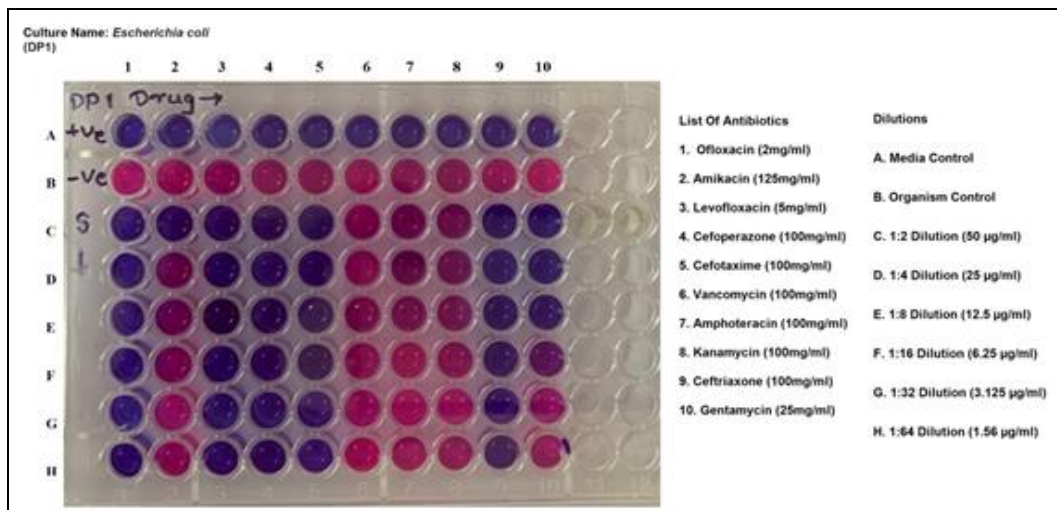 Culture Name: Escherichia coli
(DP1)
1 2 3 4 5 6 7 8 9 10
DP1 Drug→
A +ve
B -ve
C S
D
E
F
G
H
List Of Antibiotics
1. Ofloxacin (2mg/ml)
2. Amikacin (125mg/ml)
3. Levofloxacin (5mg/ml)
4. Cefoperazone (100mg/ml)
5. Cefotaxime (100mg/ml)
6. Vancomycin (100mg/ml)
7. Amphoteracin (100mg/ml)
8. Kanamycin (100mg/ml)
9. Ceftriaxone (100mg/ml)
10. Gentamycin (25mg/ml)
Dilutions
A. Media Control
B. Organism Control
C. 1:2 Dilution (50 µg/ml)
D. 1:4 Dilution (25 µg/ml)
E. 1:8 Dilution (12.5 µg/ml)
F. 1:16 Dilution (6.25 µg/ml)
G. 1:32 Dilution (3.125 µg/ml)
H. 1:64 Dilution (1.56 µg/ml)